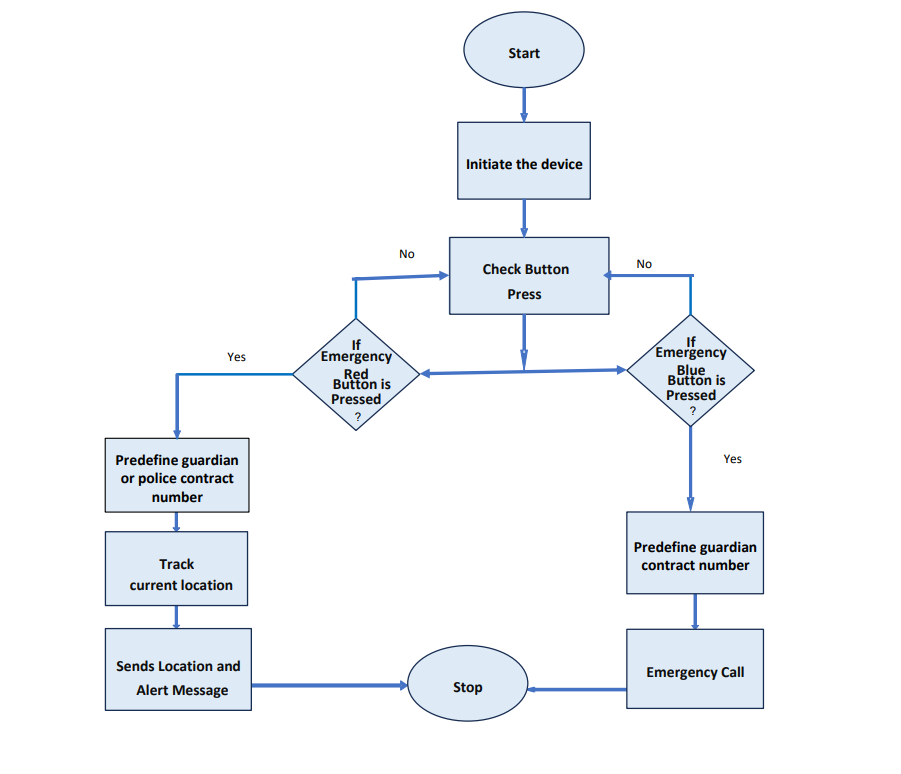 Start
Initiate the device
No
Check Button
Press
No
If
Emergency
Red
Button is
Pressed
?
If
Emergency
Blue
Button is
Pressed
?
Yes
Yes
Predefine guardian
or police contract
number
Predefine guardian
contract number
Track
current location
Sends Location and
Alert Message
Stop
Emergency Call